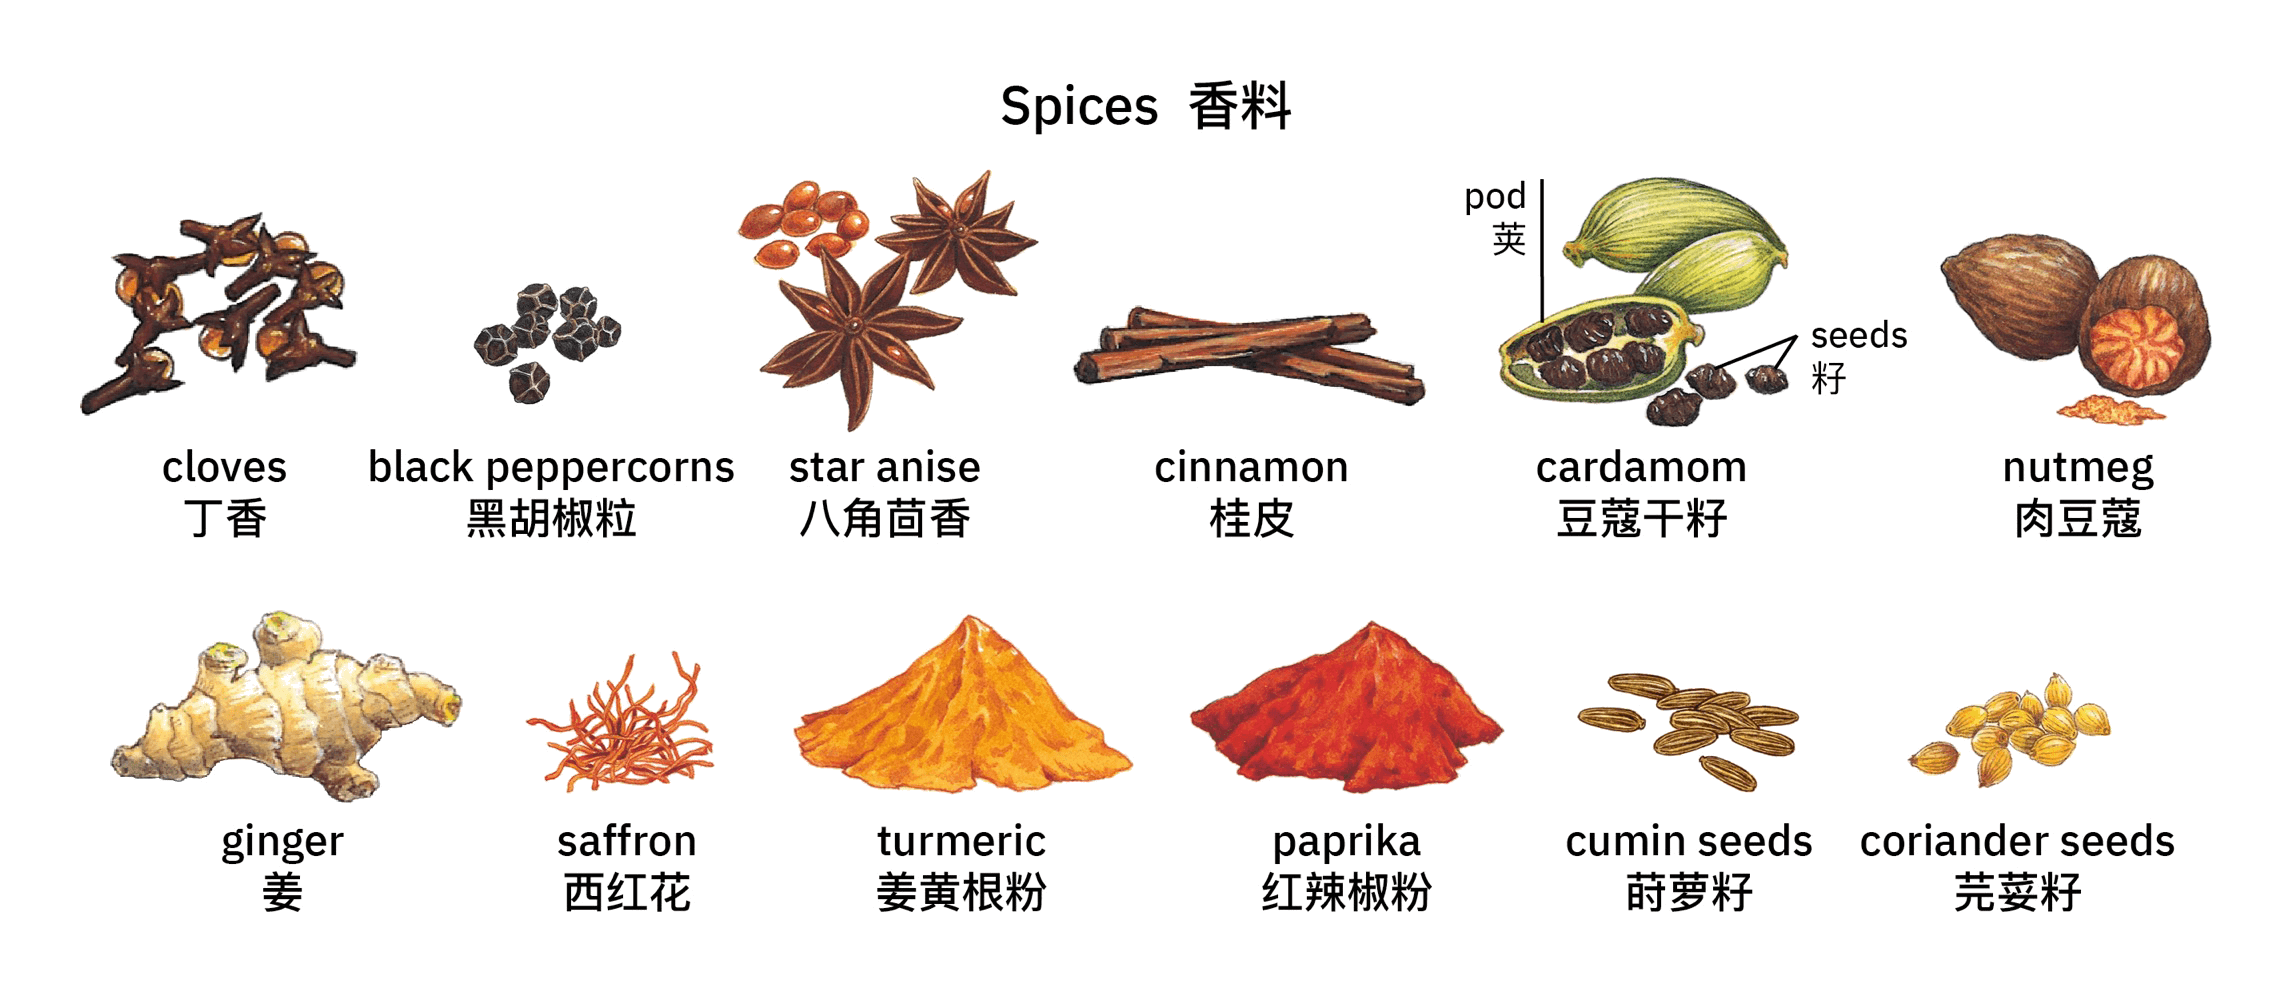 Spices 香料
pod
荚
seeds
籽
cloves
丁香
black peppercorns
黑胡椒粒
star anise
八角茴香
cinnamon
桂皮
cardamom
豆蔻干籽
nutmeg
肉豆蔻
ginger
姜
saffron
西红花
turmeric
姜黄根粉
paprika
红辣椒粉
cumin seeds
莳萝籽
coriander seeds
芫荽籽